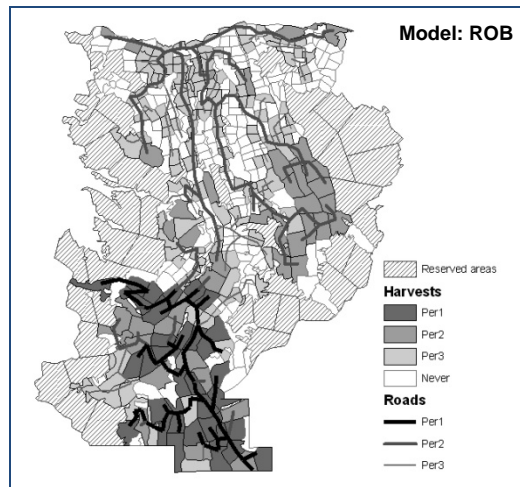 Model: ROB
Reserved areas
Harvests
Per1
Per2
Per3
Never
Roads
Per1
Per2
Per3